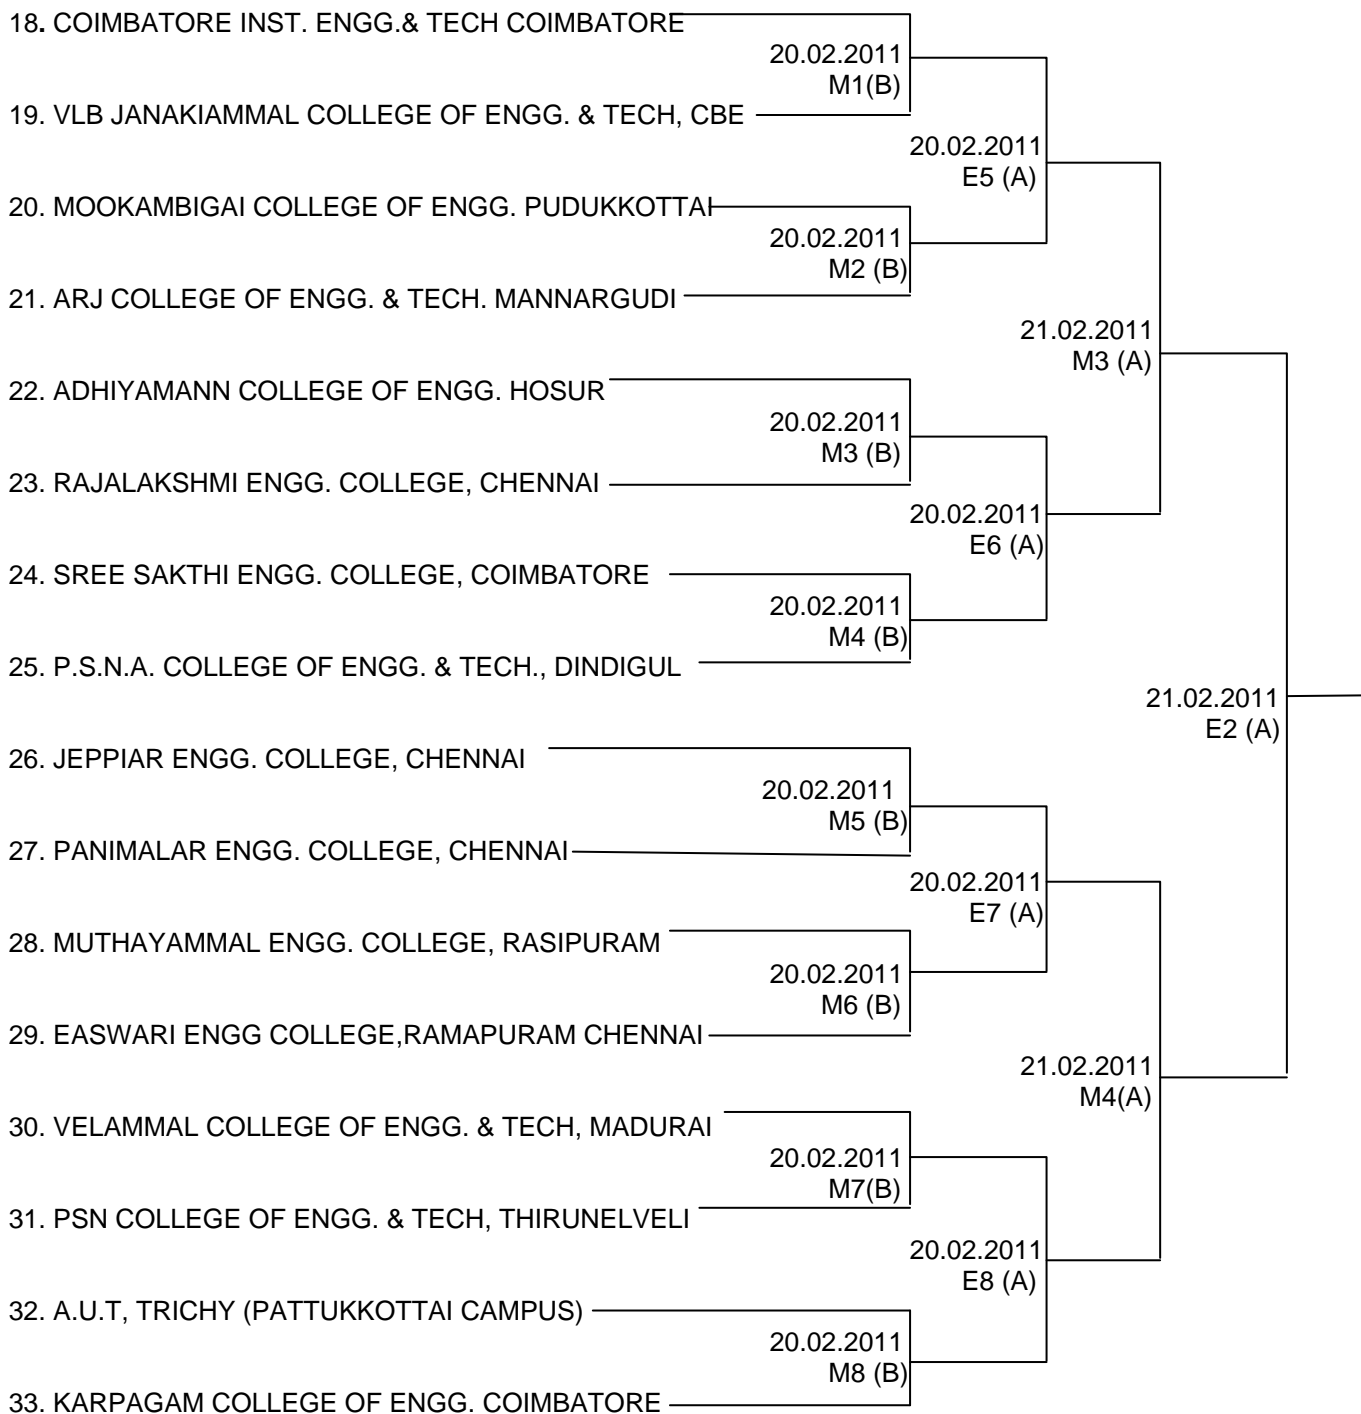 18. COIMBATORE INST. ENGG.& TECH COIMBATORE
20.02.2011
M1(B)
19. VLB JANAKIAMMAL COLLEGE OF ENGG. & TECH, CBE
20.02.2011
E5 (A)
20. MOOKAMBIGAI COLLEGE OF ENGG. PUDUKKOTTAI
20.02.2011
M2 (B)
21. ARJ COLLEGE OF ENGG. & TECH. MANNARGUDI
21.02.2011
M3 (A)
22. ADHIYAMANN COLLEGE OF ENGG. HOSUR
20.02.2011
M3 (B)
23. RAJALAKSHMI ENGG. COLLEGE, CHENNAI
20.02.2011
E6 (A)
24. SREE SAKTHI ENGG. COLLEGE, COIMBATORE
20.02.2011
M4 (B)
25. P.S.N.A. COLLEGE OF ENGG. & TECH., DINDIGUL
21.02.2011
E2 (A)
26. JEPPIAR ENGG. COLLEGE, CHENNAI
20.02.2011
M5 (B)
27. PANIMALAR ENGG. COLLEGE, CHENNAI
20.02.2011
E7 (A)
28. MUTHAYAMMAL ENGG. COLLEGE, RASIPURAM
20.02.2011
M6 (B)
29. EASWARI ENGG COLLEGE,RAMAPURAM CHENNAI
21.02.2011
M4(A)
30. VELAMMAL COLLEGE OF ENGG. & TECH, MADURAI
20.02.2011
M7(B)
31. PSN COLLEGE OF ENGG. & TECH, THIRUNELVELI
20.02.2011
E8 (A)
32. A.U.T, TRICHY (PATTUKKOTTAI CAMPUS)
20.02.2011
M8 (B)
33. KARPAGAM COLLEGE OF ENGG. COIMBATORE